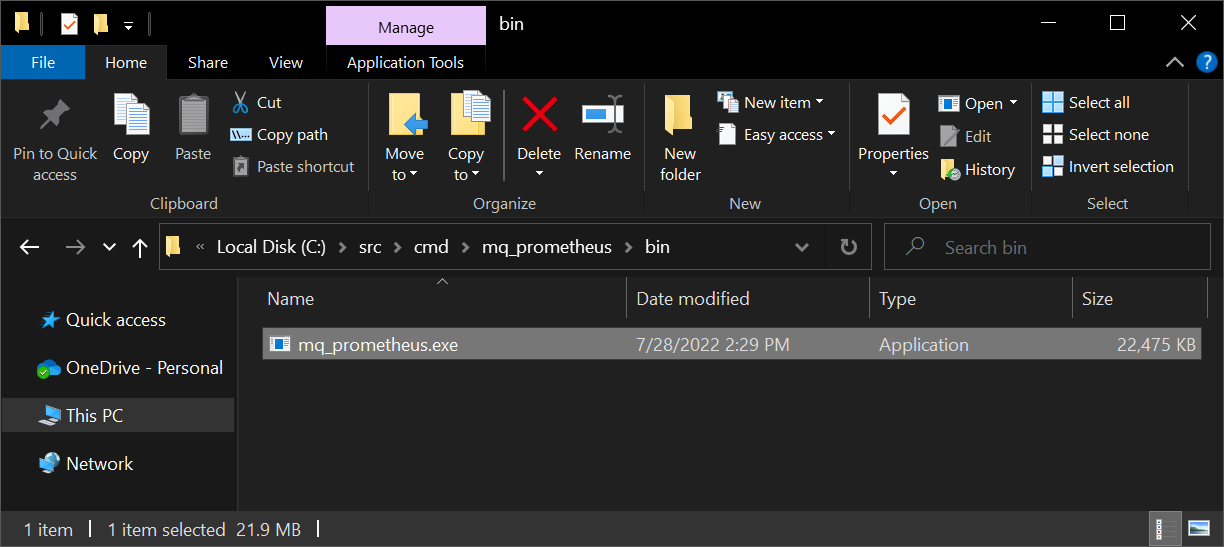 Manage bin
File Home Share View Application Tools ?
Pin to Quick access
Copy
Paste
Cut
Copy path
Paste shortcut
Clipboard
Move to
Copy to
Delete
Rename
Organize
New folder
New item
Easy access
New
Properties
Open
Edit
History
Open
Select all
Select none
Invert selection
Select
« Local Disk (C:) > src > cmd > mq_prometheus > bin
Search bin
Quick access
OneDrive - Personal
This PC
Network
Name Date modified Type Size
mq_prometheus.exe 7/28/2022 2:29 PM Application 22,475 KB
1 item 1 item selected 21.9 MB